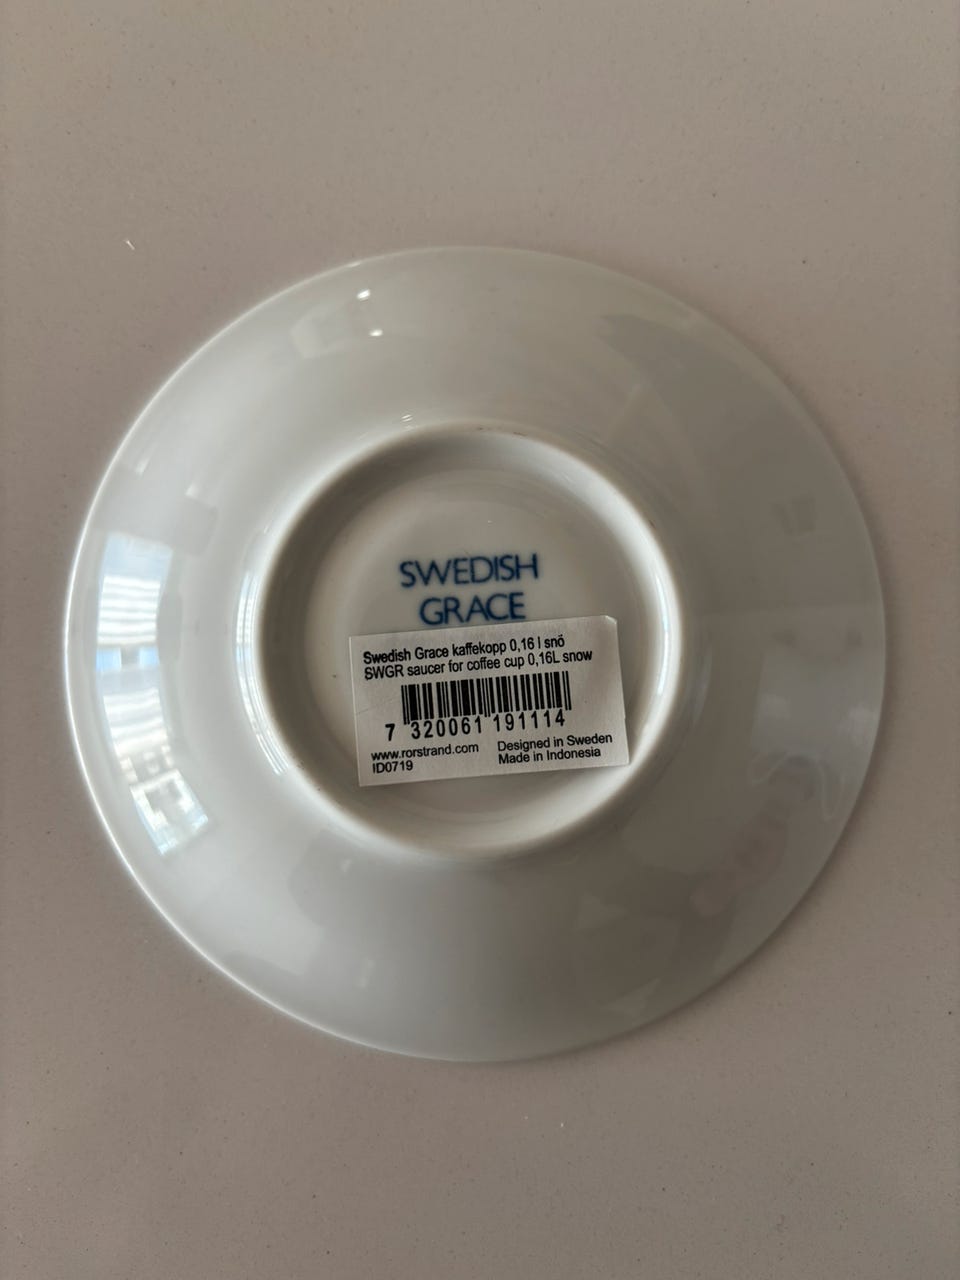 SWEDISH
GRACE
Swedish Grace kaffekopp 0,16 l snö
SWGR saucer for coffee cup 0,16L snow
7 320061 191114
www.rorstrand.com Designed in Sweden
ID0719 Made in Indonesia